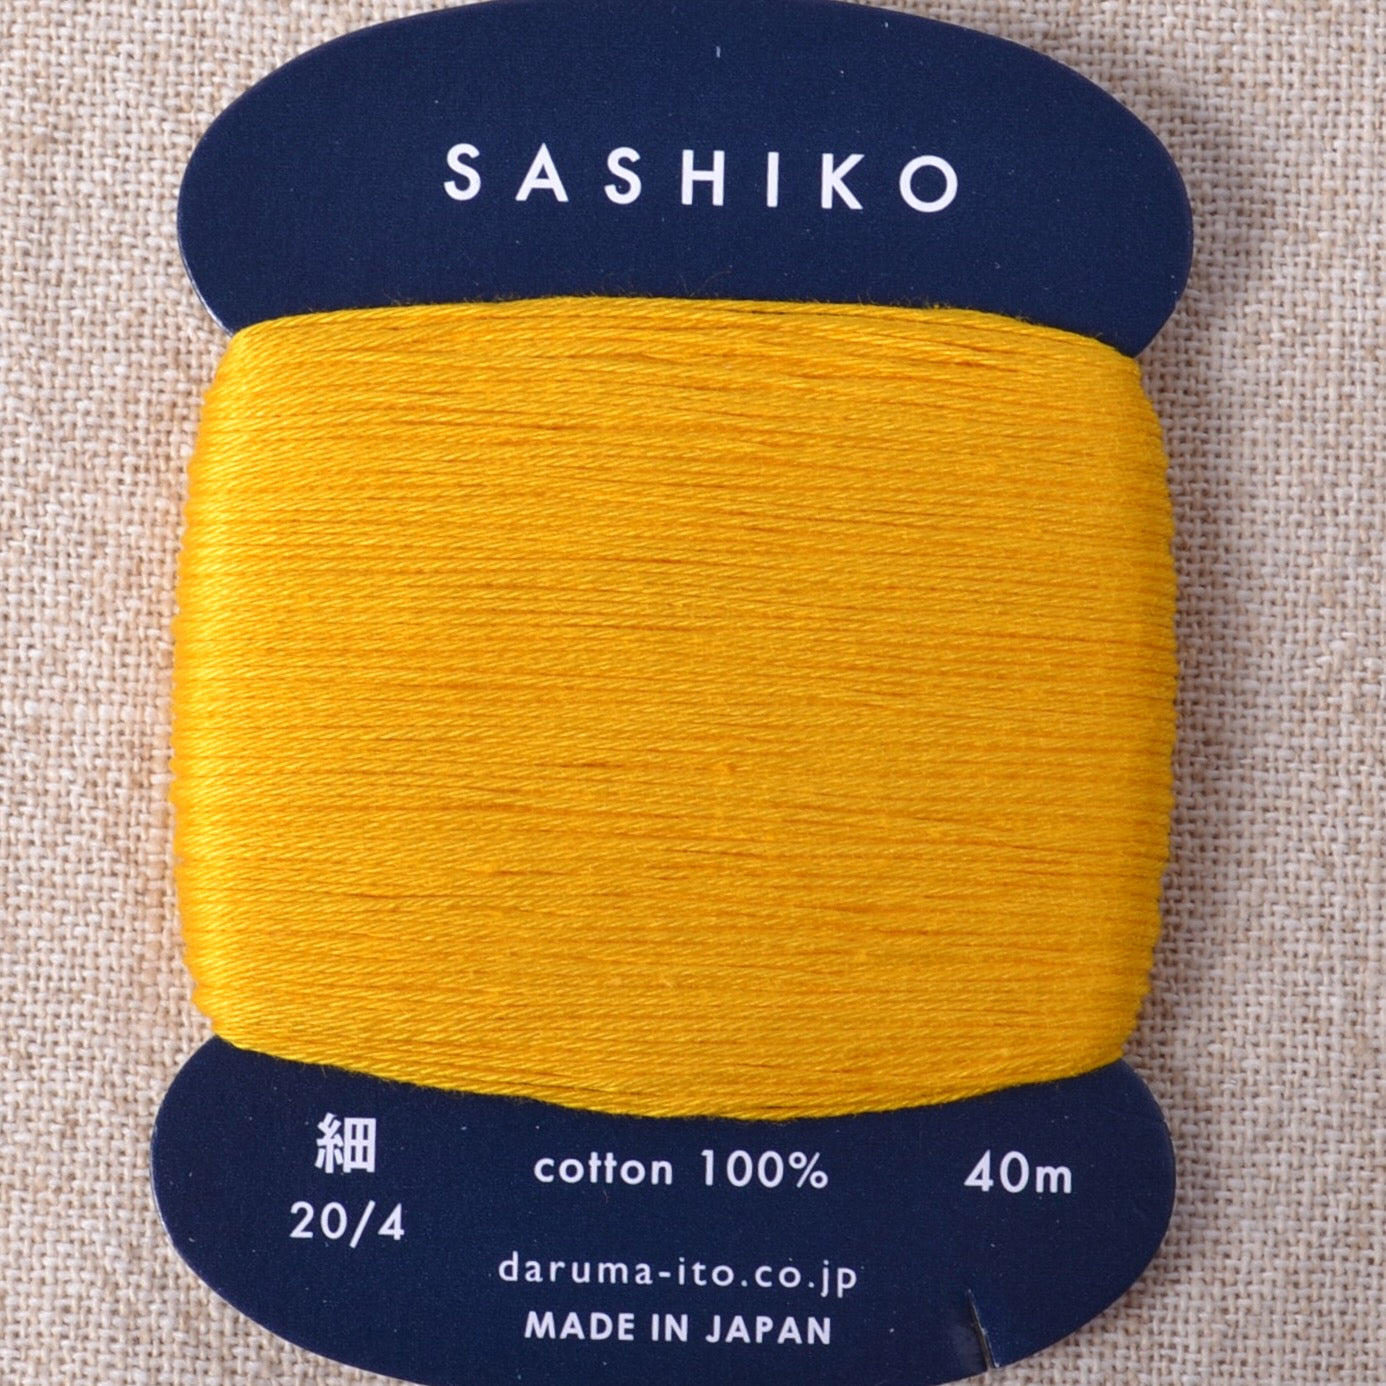 SASHIKO
細 cotton 100% 40m
20/4
daruma-ito.co.jp
MADE IN JAPAN